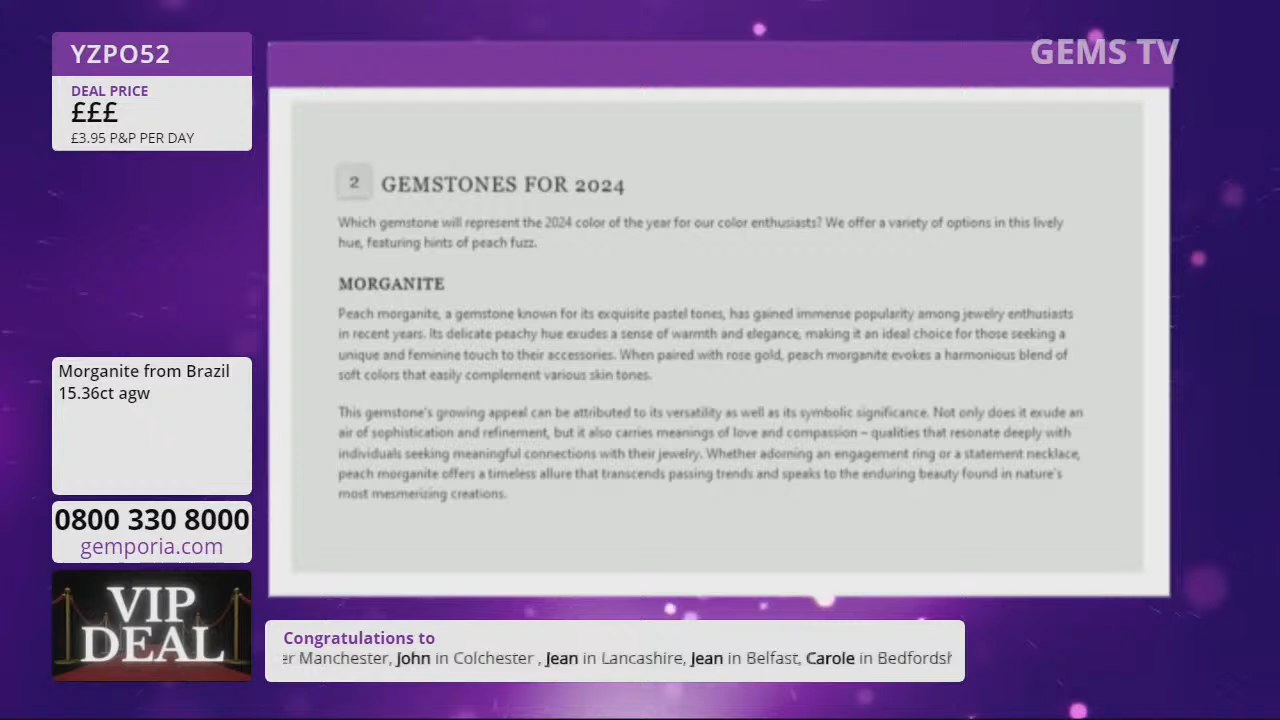 YZPO52
DEAL PRICE
£££
£3.95 P&P PER DAY
GEMS TV
2 GEMSTONES FOR 2024
Which gemstone will represent the 2024 color of the year for our color enthusiasts? We offer a variety of options in this lively
hue, featuring hints of peach fuzz.
MORGANITE
Peach morganite, a gemstone known for its exquisite pastel tones, has gained immense popularity among jewelry enthusiasts
in recent years. Its delicate peachy hue exudes a sense of warmth and elegance, making it an ideal choice for those seeking a
unique and feminine touch to their accessories. When paired with rose gold, peach morganite evokes a harmonious blend of
soft colors that easily complement various skin tones.
This gemstone's growing appeal can be attributed to its versatility as well as its symbolic significance. Not only does it exude an
air of sophistication and refinement, but it also carries meanings of love and compassion – qualities that resonate deeply with
individuals seeking meaningful connections with their jewelry. Whether adorning an engagement ring or a statement necklace,
peach morganite offers a timeless allure that transcends passing trends and speaks to the enduring beauty found in nature's
most mesmerizing creations.
Morganite from Brazil
15.36ct agw
0800 330 8000
gemporia.com
VIP
DEAL
Congratulations to
er Manchester, John in Colchester , Jean in Lancashire, Jean in Belfast, Carole in Bedfordsh